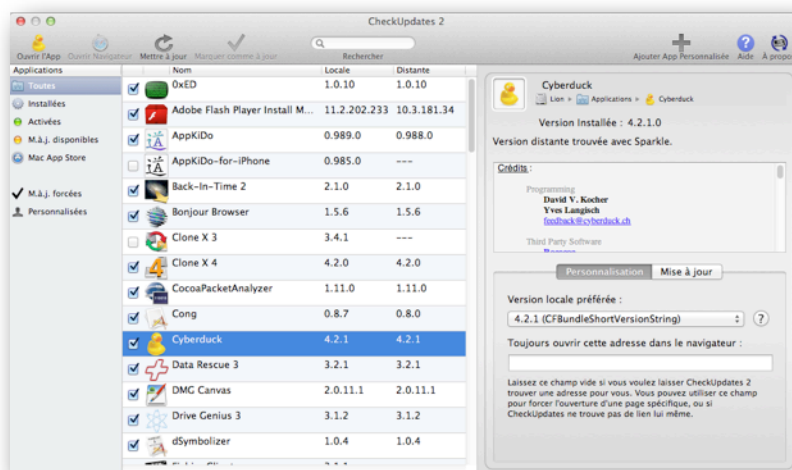 CheckUpdates 2
Ouvrir l'App Ouvrir Navigateur Mettre à jour Marquer comme à jour Rechercher Ajouter App Personnalisée Aide À propos
Applications
Toutes
Installées
Activées
M.à.j. disponibles
Mac App Store
M.à.j. forcées
Personnalisées
Nom Locale Distante
0xED 1.0.10 1.0.10
Adobe Flash Player Install M... 11.2.202.233 10.3.181.34
AppKiDo 0.989.0 0.988.0
AppKiDo-for-iPhone 0.985.0 ---
Back-In-Time 2 2.1.0 2.1.0
Bonjour Browser 1.5.6 1.5.6
Clone X 3 3.4.1 ---
Clone X 4 4.2.0 4.2.0
CocoaPacketAnalyzer 1.11.0 1.11.0
Cong 0.8.7 0.8.0
Cyberduck 4.2.1 4.2.1
Data Rescue 3 3.2.1 3.2.1
DMG Canvas 2.0.11.1 2.0.11.1
Drive Genius 3 3.1.2 3.1.2
dSymbolizer 1.0.4 1.0.4
Cyberduck
Lion ▸ Applications ▸ Cyberduck
Version Installée : 4.2.1.0
Version distante trouvée avec Sparkle.
Crédits :
Programming
David V. Kocher
Yves Langisch
feedback@cyberduck.ch
Third Party Software
Personnalisation Mise à jour
Version locale préférée :
4.2.1 (CFBundleShortVersionString) ?
Toujours ouvrir cette adresse dans le navigateur :
Laissez ce champ vide si vous voulez laisser CheckUpdates 2
trouver une adresse pour vous. Vous pouvez utiliser ce champ
pour forcer l'ouverture d'une page spécifique, ou si
CheckUpdates ne trouve pas de lien lui même.